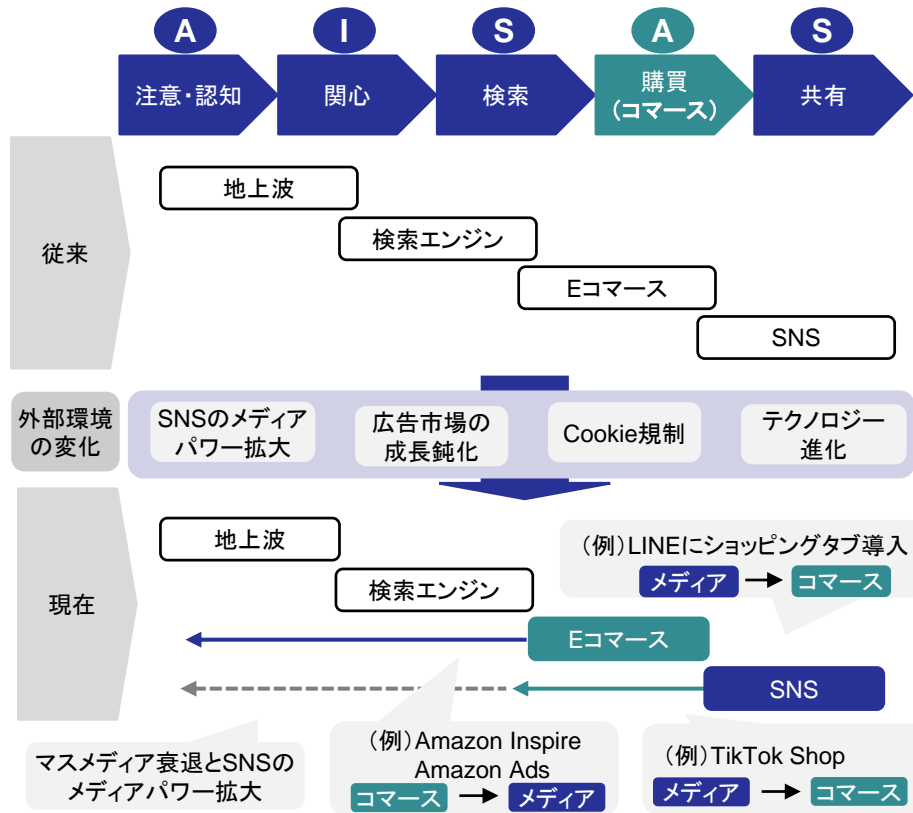 A
I
S
A
S
注意・認知
関心
検索
購買
(コマース)
共有
従来
地上波
検索エンジン
Eコマース
SNS
外部環境
の変化
SNSのメディア
パワー拡大
広告市場の
成長鈍化
Cookie規制
テクノロジー
進化
現在
地上波
検索エンジン
(例)LINEにショッピングタブ導入
メディア
コマース
Eコマース
SNS
マスメディア衰退とSNSの
メディアパワー拡大
(例)Amazon Inspire
Amazon Ads
コマース
メディア
(例)TikTok Shop
メディア
コマース